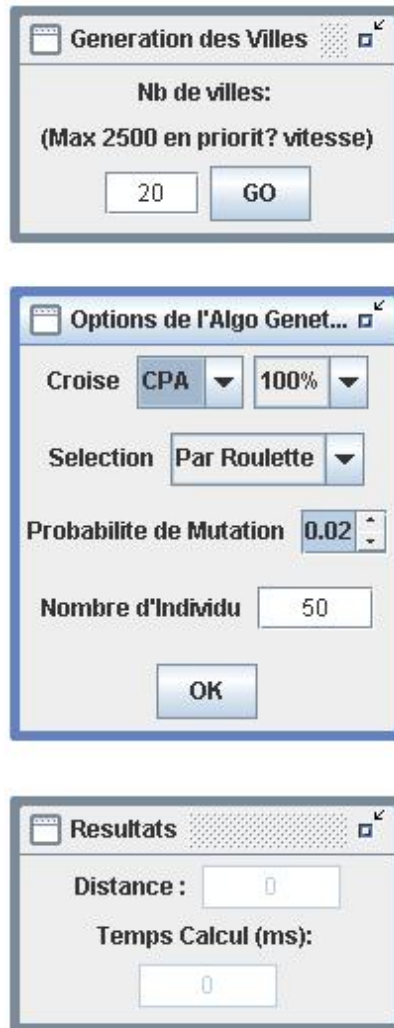 Generation des Villes
Nb de villes:
(Max 2500 en priorit? vitesse)
20 GO
Options de l'Algo Genet...
Croise CPA 100%
Selection Par Roulette
Probabilite de Mutation 0.02
Nombre d'Individu 50
OK
Resultats
Distance : 0
Temps Calcul (ms):
0